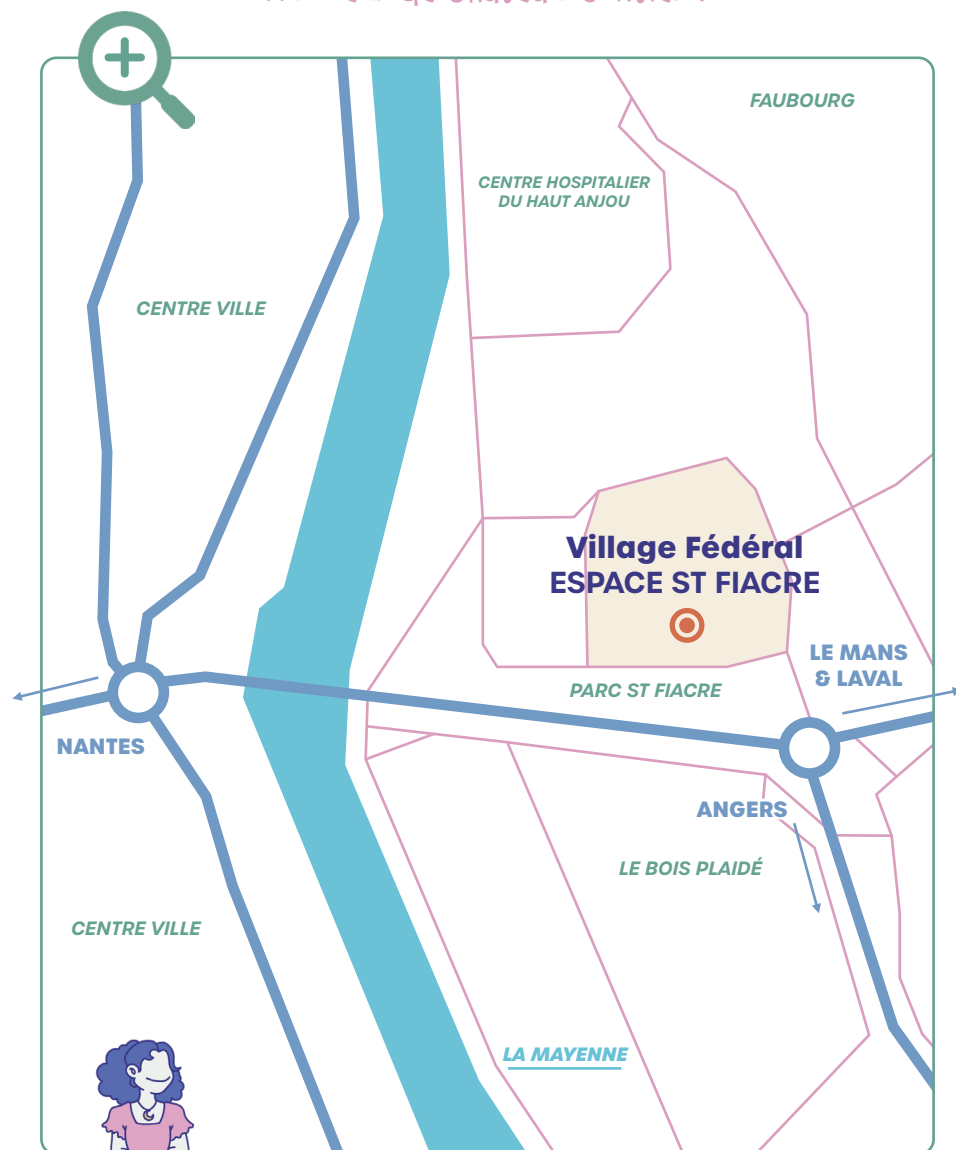 FAUBOURG
CENTRE HOSPITALIER
DU HAUT ANJOU
CENTRE VILLE
Village Fédéral
ESPACE ST FIACRE
LE MANS
& LAVAL
PARC ST FIACRE
NANTES
ANGERS
LE BOIS PLAIDÉ
CENTRE VILLE
LA MAYENNE